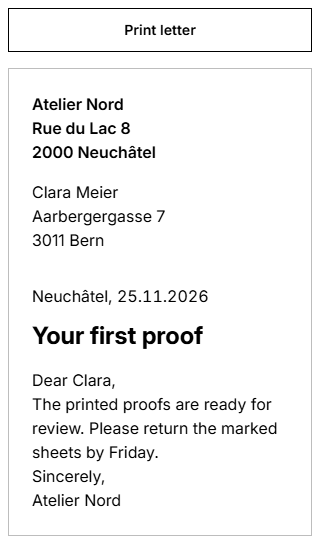 Print letter
Atelier Nord
Rue du Lac 8
2000 Neuchâtel
Clara Meier
Aarbergergasse 7
3011 Bern
Neuchâtel, 25.11.2026
Your first proof
Dear Clara,
The printed proofs are ready for
review. Please return the marked
sheets by Friday.
Sincerely,
Atelier Nord